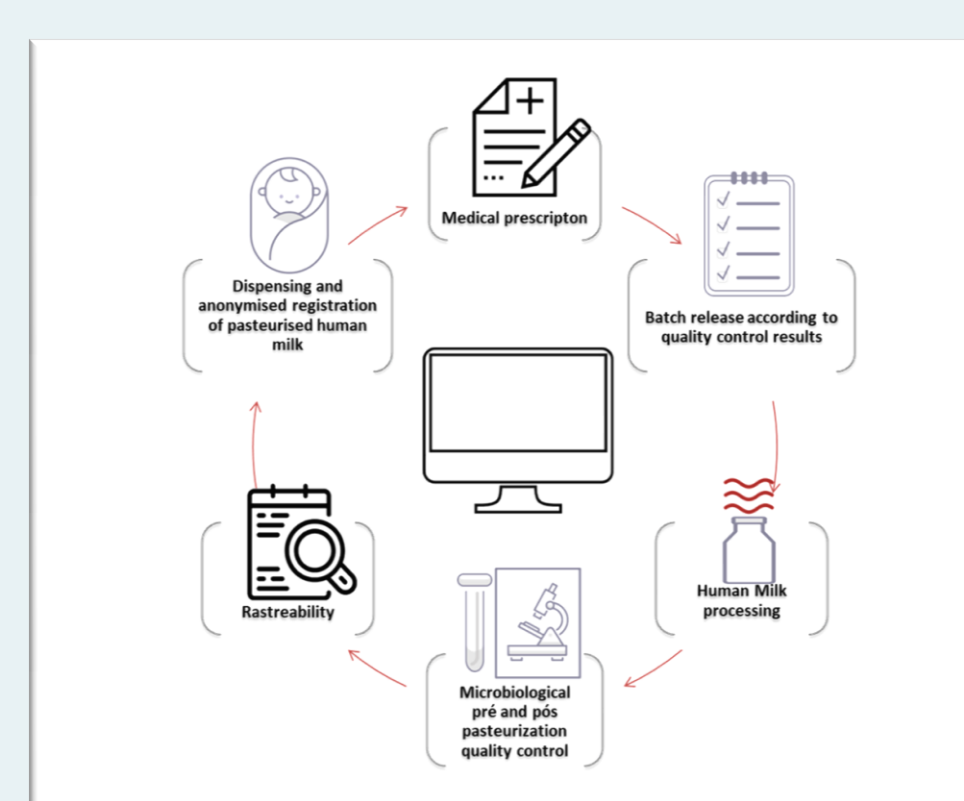 Medical prescripton
Batch release according to
quality control results
Human Milk
processing
Microbiological
pré and pós
pasteurization
quality control
Rastreability
Dispensing and
anonymised registration
of pasteurised human
milk